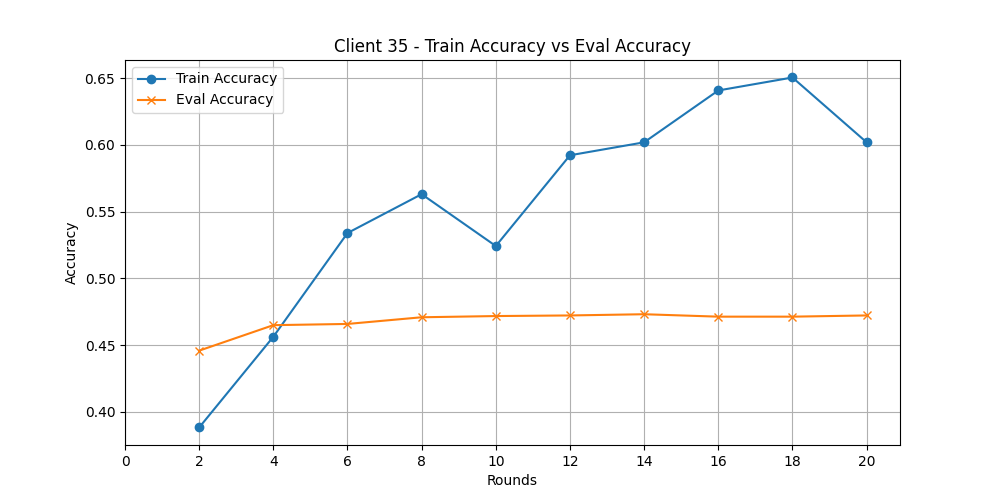 Client 35 - Train Accuracy vs Eval Accuracy
Train Accuracy
Eval Accuracy
0.65
0.60
0.55
0.50
0.45
0.40
Accuracy
0 2 4 6 8 10 12 14 16 18 20
Rounds